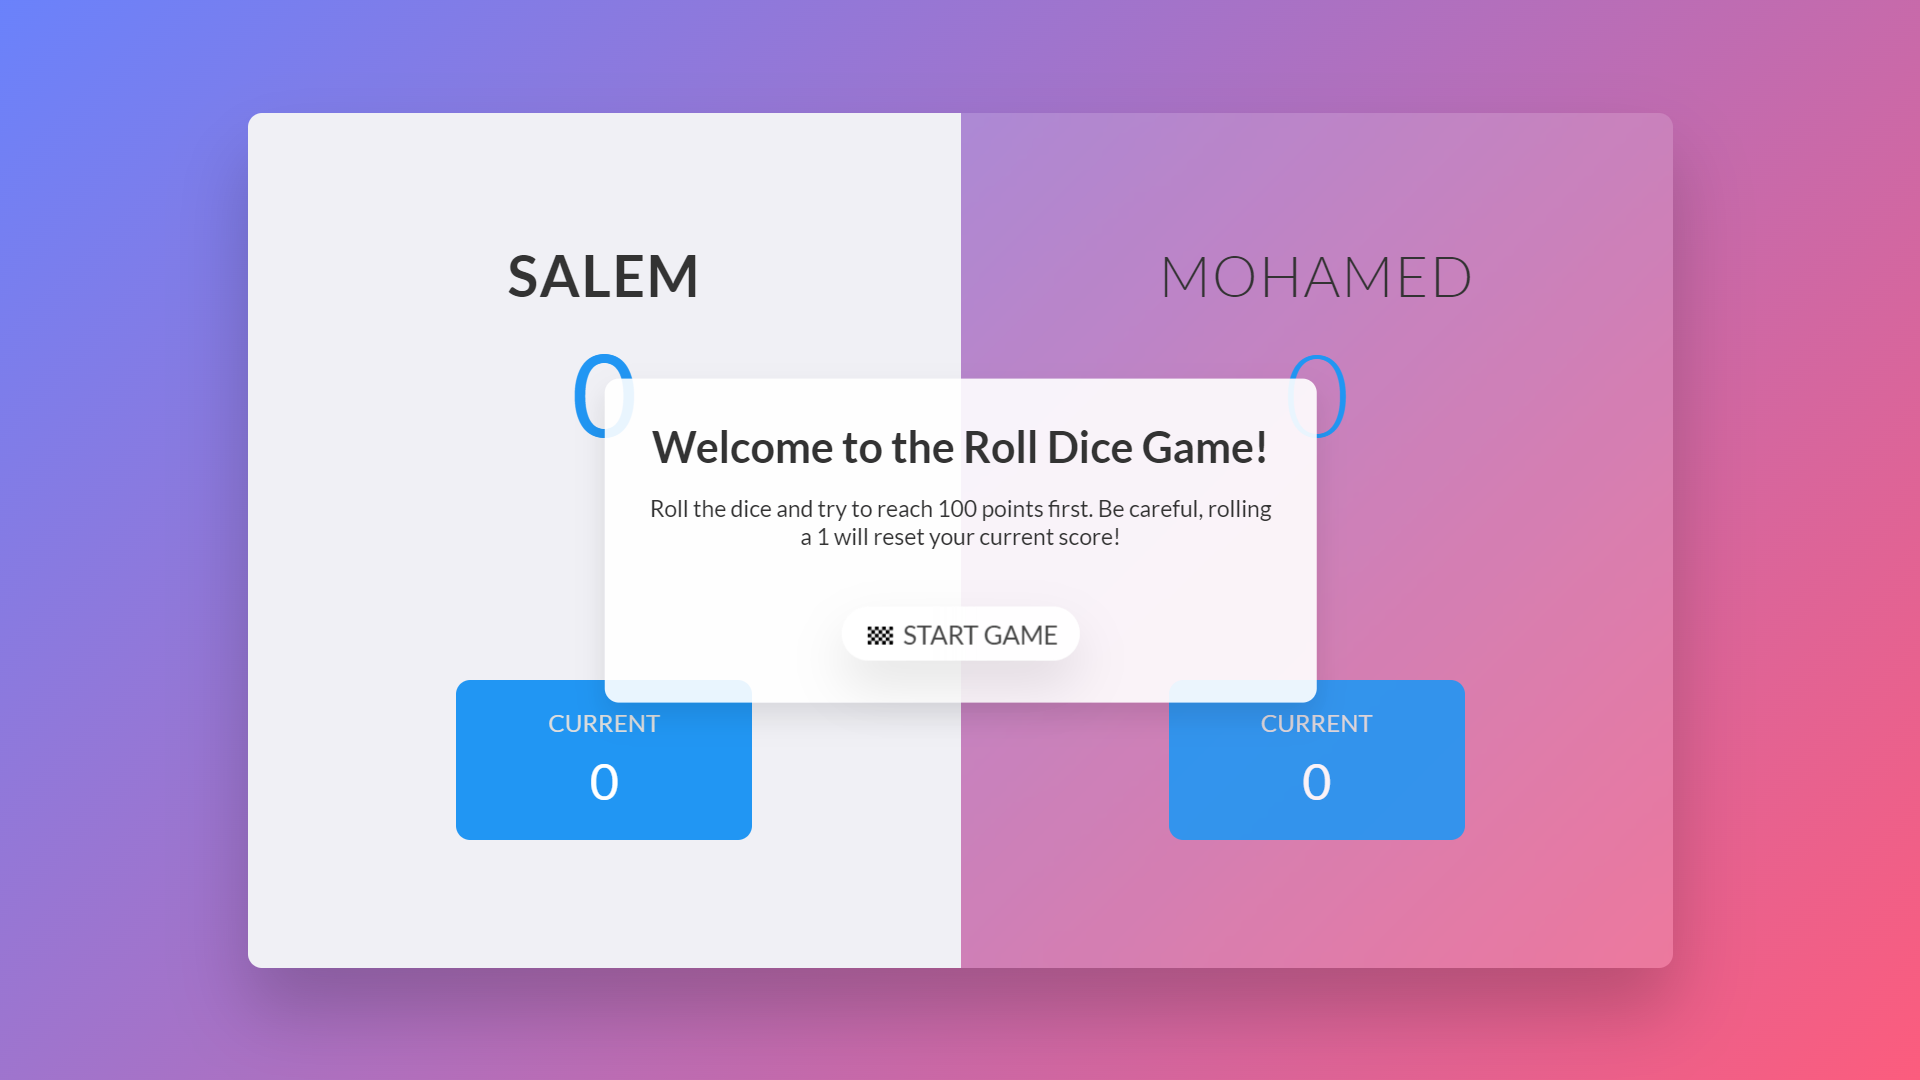 SALEM
0
MOHAMED
0
Welcome to the Roll Dice Game!
Roll the dice and try to reach 100 points first. Be careful, rolling
a 1 will reset your current score!
START GAME
CURRENT
0
CURRENT
0